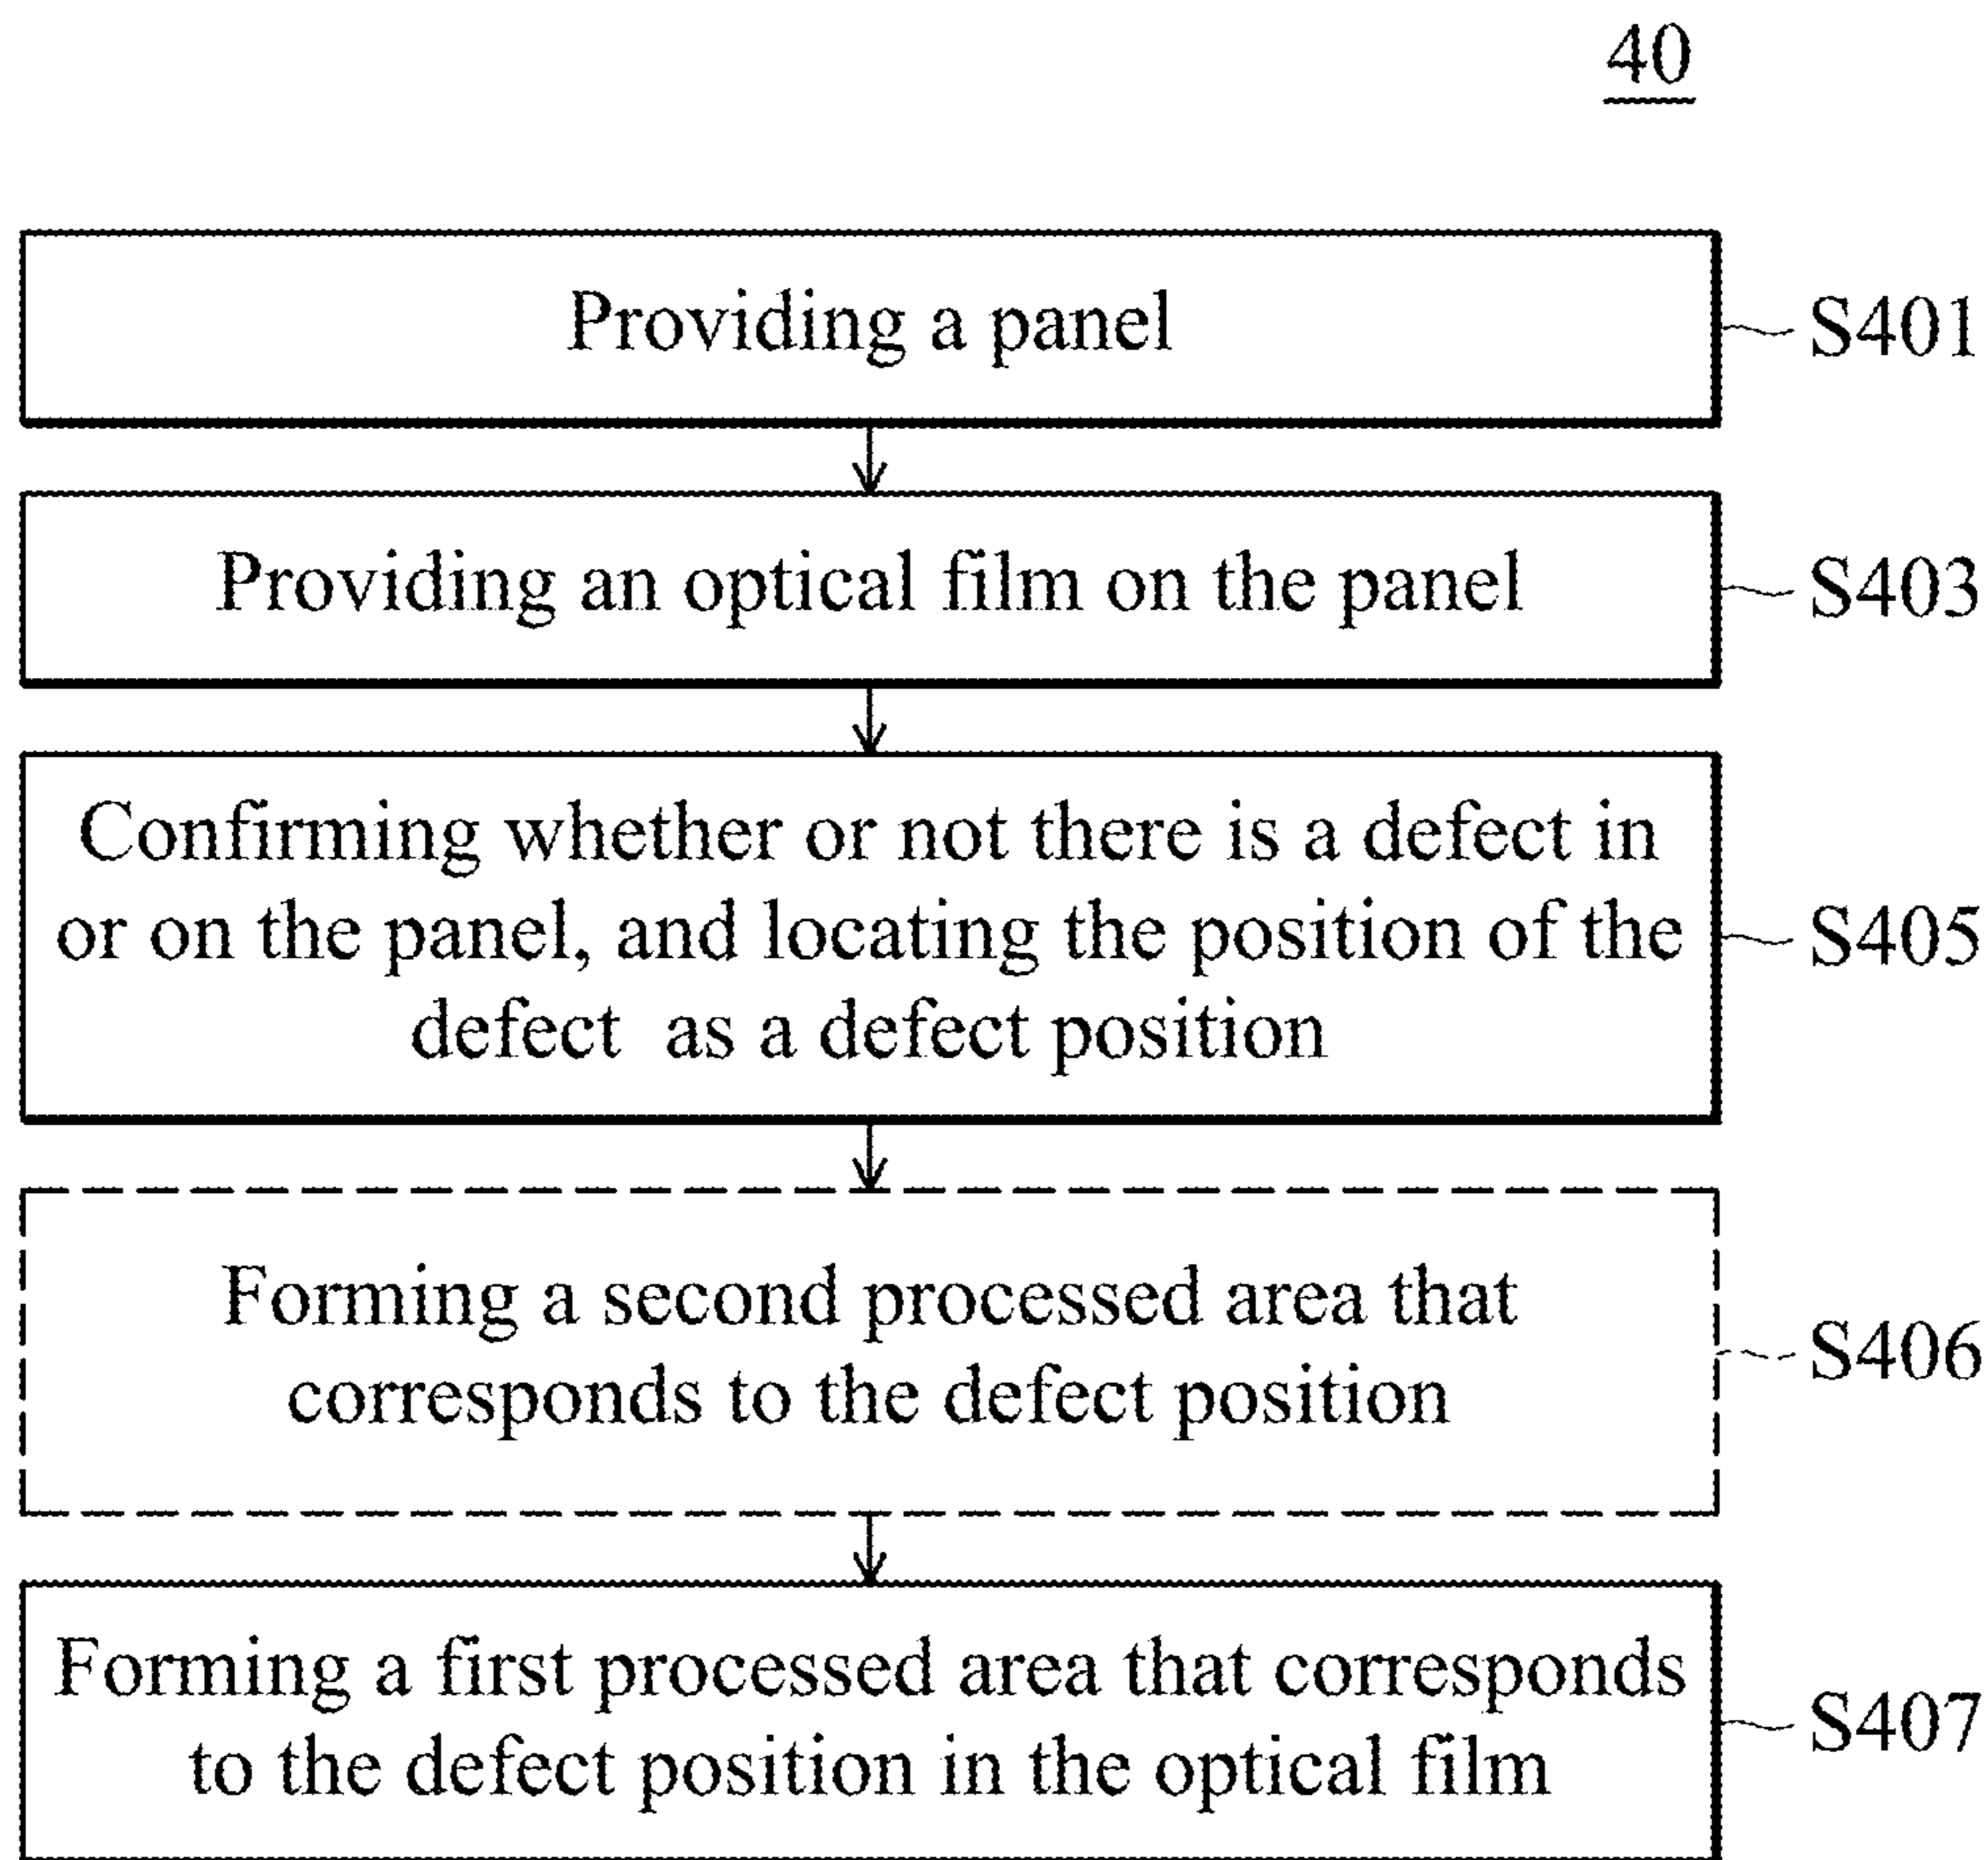 40
Providing a panel
S401
Providing an optical film on the panel
S403
Confirming whether or not there is a defect in
or on the panel, and locating the position of the
defect as a defect position
S405
Forming a second processed area that
corresponds to the defect position
S406
Forming a first processed area that corresponds
to the defect position in the optical film
S407